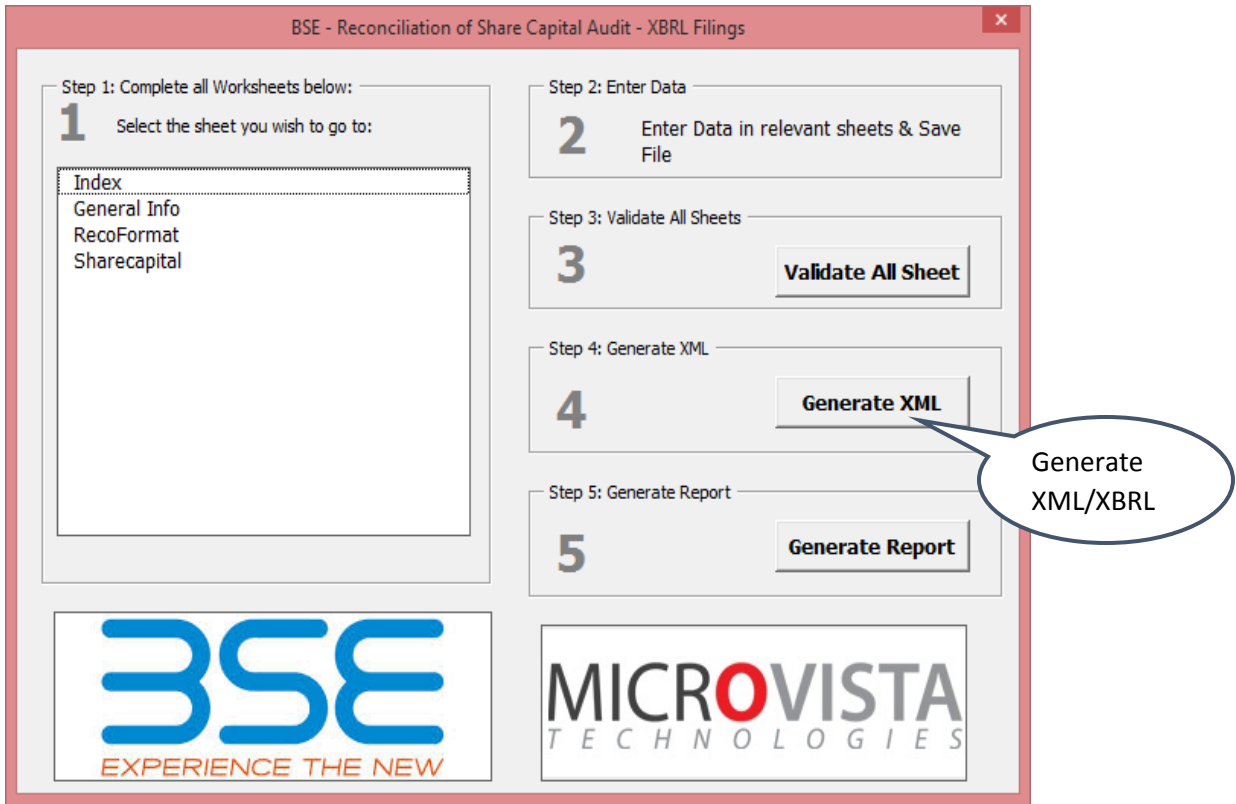 BSE - Reconciliation of Share Capital Audit - XBRL Filings
×
Step 1: Complete all Worksheets below:
1
Select the sheet you wish to go to:
Index
General Info
RecoFormat
Sharecapital
Step 2: Enter Data
2
Enter Data in relevant sheets & Save
File
Step 3: Validate All Sheets
3
Validate All Sheet
Step 4: Generate XML
4
Generate XML
Generate
XML/XBRL
Step 5: Generate Report
5
Generate Report
BSE
EXPERIENCE THE NEW
MICROVISTA
TECHNOLOGIES